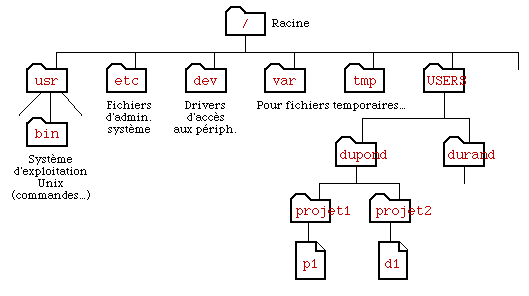 / Racine
usr etc dev var tmp USERS
Fichiers
d'admin.
système
Drivers
d'accès
aux périph.
Pour fichiers temporaires...
bin
Système
d'exploitation
Unix
(commandes...)
dupond durand
projet1 projet2
p1 d1